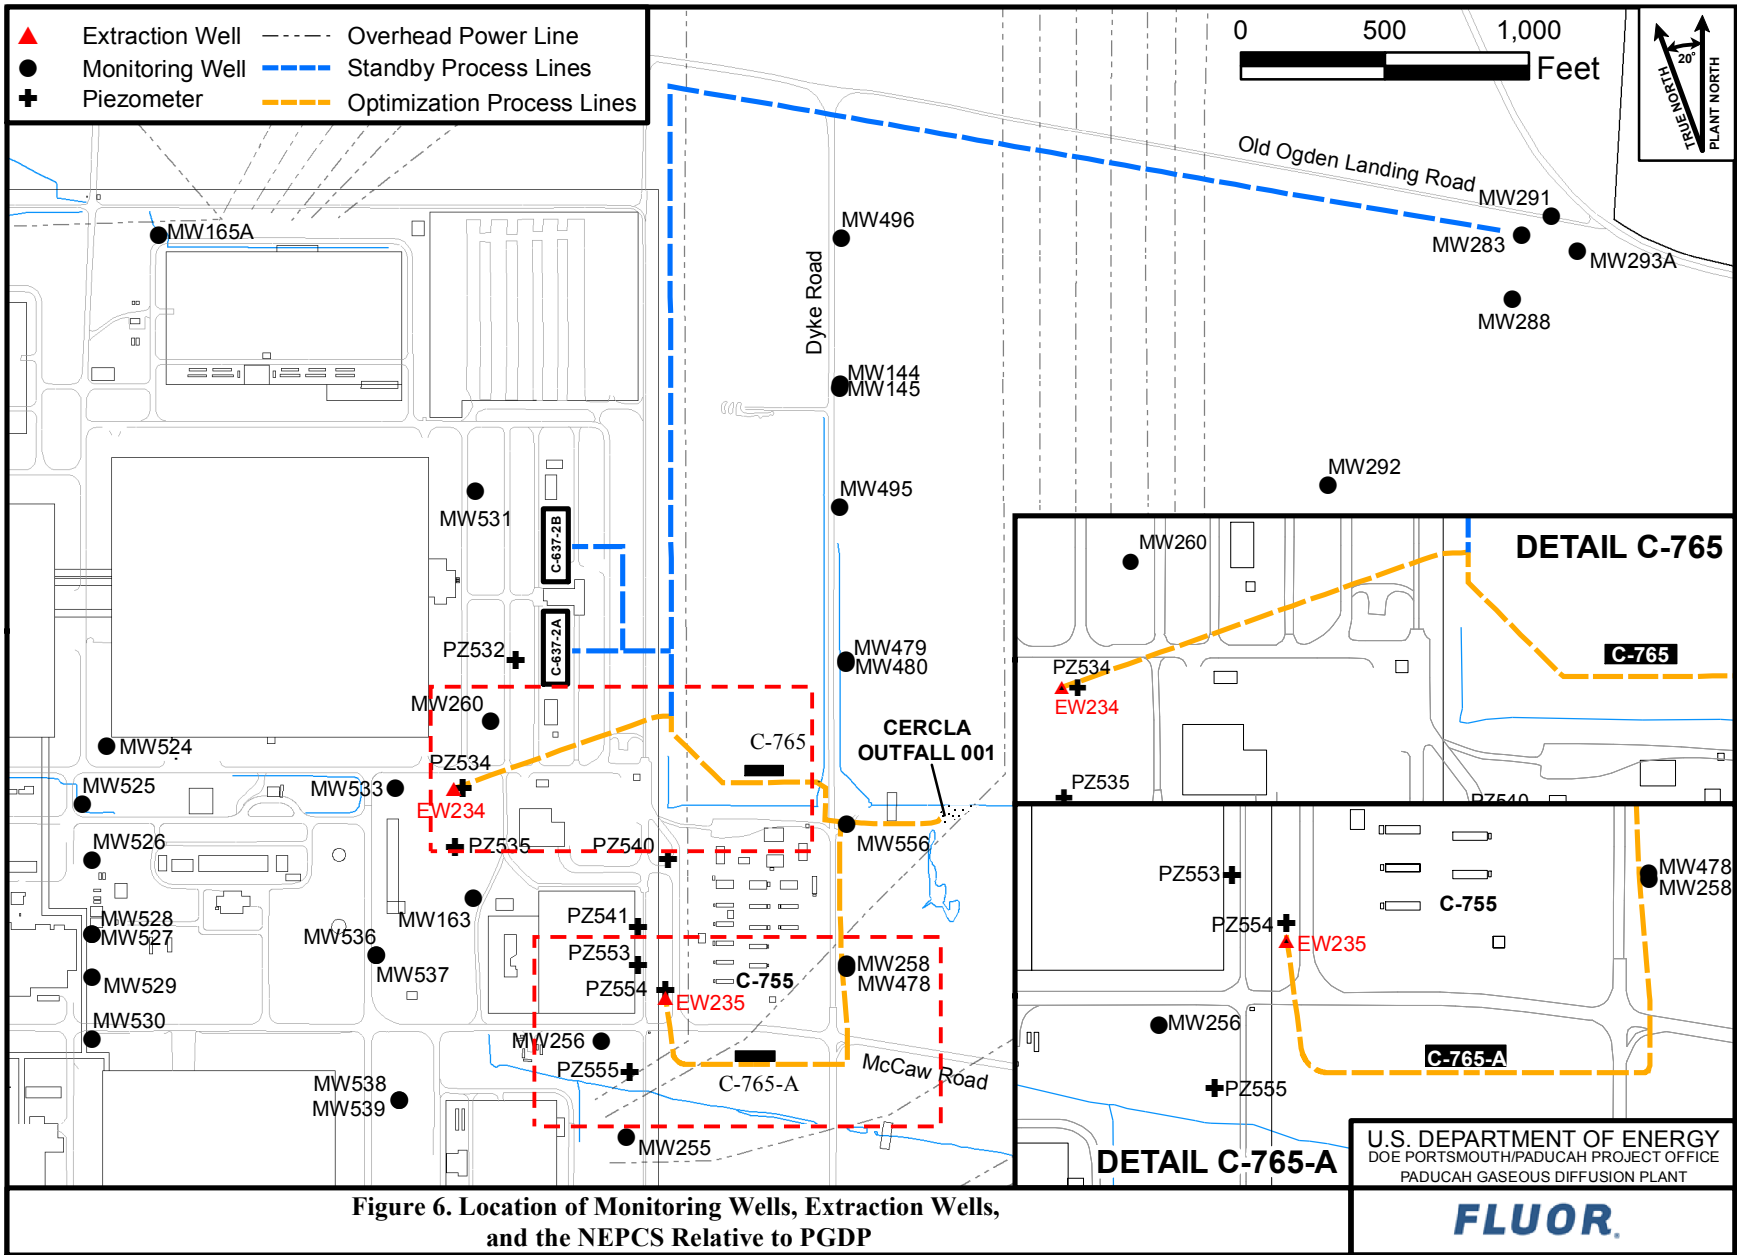 Extraction Well
Overhead Power Line
Monitoring Well
Standby Process Lines
Piezometer
Optimization Process Lines
0 500 1,000
Feet
20°
TRUE NORTH
PLANT NORTH
Old Ogden Landing Road
MW291
MW283
MW293A
MW288
MW165A
MW496
Dyke Road
MW144
MW145
MW292
MW495
MW531
C-637-2B
C-637-2A
PZ532
MW479
MW480
MW260
CERCLA
OUTFALL 001
C-765
MW524
PZ534
MW533
EW234
MW525
PZ535
PZ540
MW556
MW526
MW163
PZ541
MW528
MW527
MW536
MW537
PZ553
MW258
MW478
C-755
MW529
PZ554
EW235
MW530
MW256
PZ555
C-765-A
McCaw Road
MW538
MW539
MW255
DETAIL C-765
MW260
C-765
PZ534
EW234
PZ535
PZ540
MW478
MW258
PZ553
C-755
PZ554
EW235
MW256
C-765-A
PZ555
DETAIL C-765-A
U.S. DEPARTMENT OF ENERGY
DOE PORTSMOUTH/PADUCAH PROJECT OFFICE
PADUCAH GASEOUS DIFFUSION PLANT
Figure 6. Location of Monitoring Wells, Extraction Wells,
and the NEPCS Relative to PGDP
FLUOR.